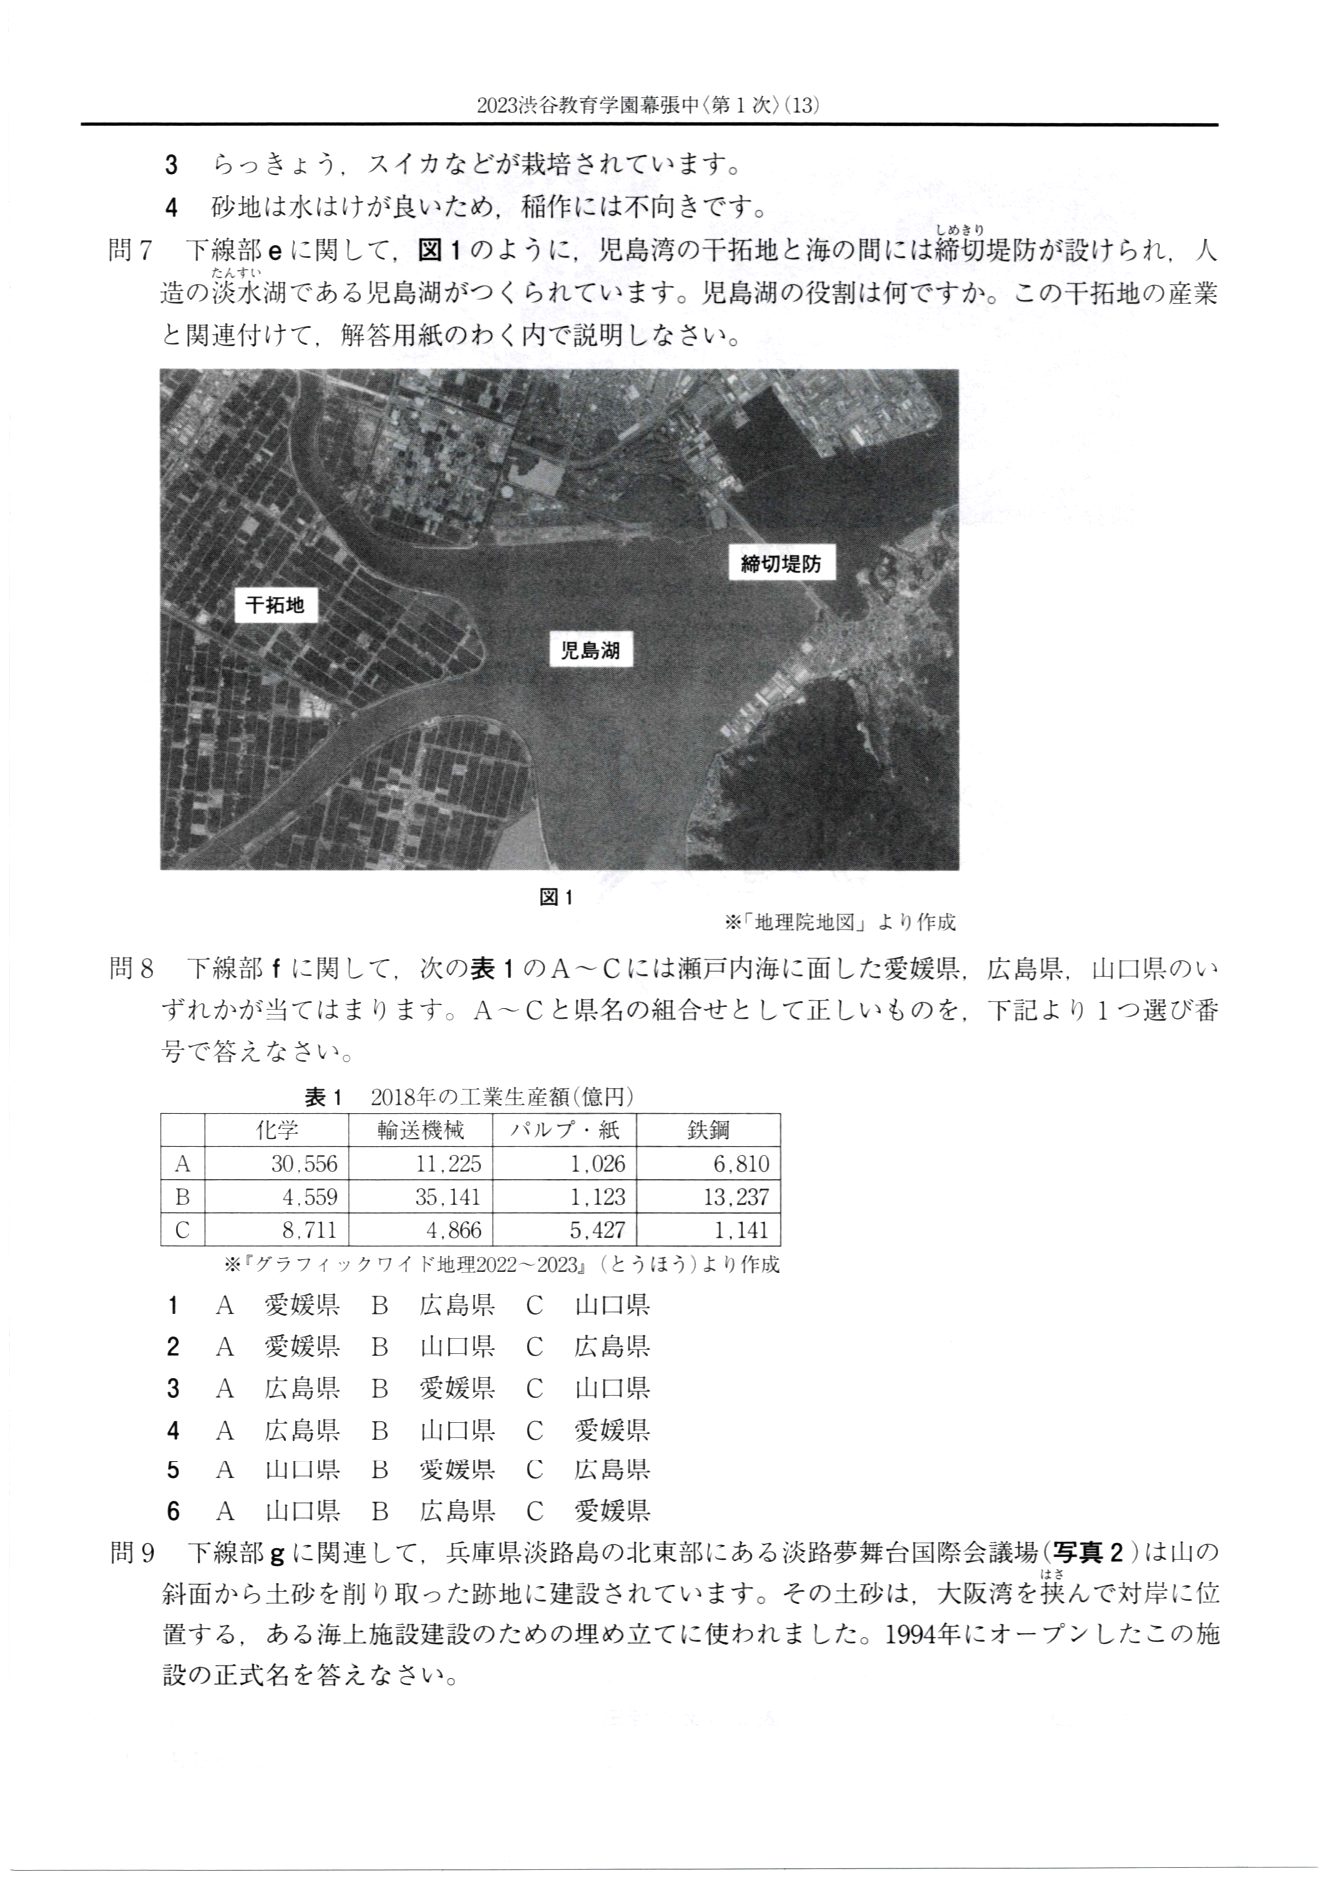 2023渋谷教育学園幕張中〈第1次〉(13)
3 らっきょう，スイカなどが栽培されています。
4 砂地は水はけが良いため，稲作には不向きです。
しめきり
問7 下線部eに関して，図1のように，児島湾の干拓地と海の間には締切堤防が設けられ，人
たんすい
造の淡水湖である児島湖がつくられています。児島湖の役割は何ですか。この干拓地の産業
と関連付けて，解答用紙のわく内で説明しなさい。
締切堤防
干拓地
児島湖
図1
※「地理院地図」より作成
問8 下線部fに関して，次の表1のA～Cには瀬戸内海に面した愛媛県，広島県，山口県のい
ずれかが当てはまります。A～Cと県名の組合せとして正しいものを，下記より1つ選び番
号で答えなさい。
表1 2018年の工業生産額(億円)
化学 輸送機械 パルプ・紙 鉄鋼
A 30,556 11,225 1,026 6,810
B 4,559 35,141 1,123 13,237
C 8,711 4,866 5,427 1,141
※『グラフィックワイド地理2022～2023』(とうほう)より作成
1 A 愛媛県 B 広島県 C 山口県
2 A 愛媛県 B 山口県 C 広島県
3 A 広島県 B 愛媛県 C 山口県
4 A 広島県 B 山口県 C 愛媛県
5 A 山口県 B 愛媛県 C 広島県
6 A 山口県 B 広島県 C 愛媛県
問9 下線部gに関連して，兵庫県淡路島の北東部にある淡路夢舞台国際会議場(写真2)は山の
はさ
斜面から土砂を削り取った跡地に建設されています。その土砂は，大阪湾を挟んで対岸に位
置する，ある海上施設建設のための埋め立てに使われました。1994年にオープンしたこの施
設の正式名を答えなさい。